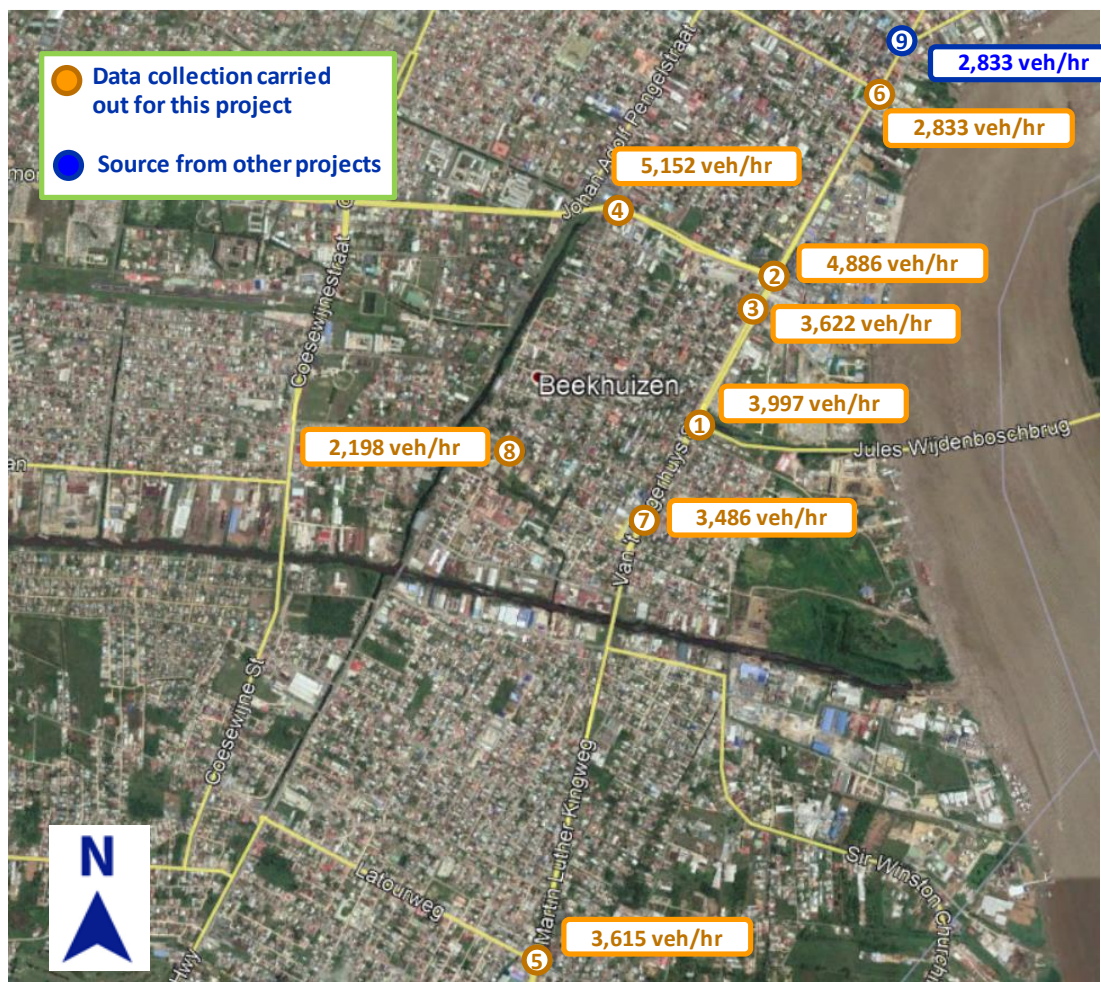 Data collection carried
out for this project
Source from other projects
9
2,833 veh/hr
6
2,833 veh/hr
5,152 veh/hr
Johan Adolf Pengelstraat
4
4,886 veh/hr
2
3
3,622 veh/hr
Coesewijnestraat
Beekhuizen
3,997 veh/hr
1
Jules Wijdenboschbrug
2,198 veh/hr
8
7
3,486 veh/hr
Coesewijne St
Martin Luther Kingweg
Latourweg
Sir Winston Churchil
3,615 veh/hr
5
Hwy
N